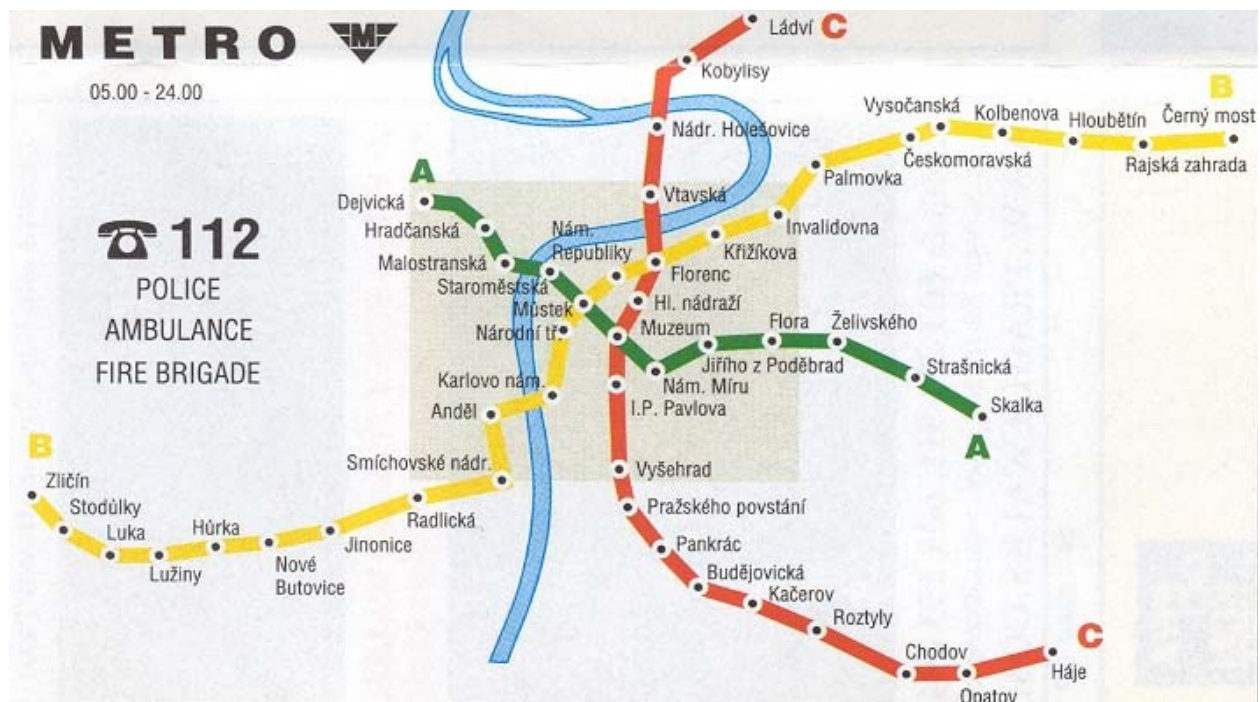 METRO M
05.00 - 24.00
112
POLICE
AMBULANCE
FIRE BRIGADE
Ládví C
Kobylisy
Nádr. Holešovice
Vtavská
B
Vysočanská
Kolbenova
Hloubětín
Černý most
Českomoravská
Rajská zahrada
Palmovka
Invalidovna
Křižíkova
Florenc
A
Dejvická
Hradčanská
Malostranská
Staroměstská
Nám.
Republiky
Můstek
Národní tř.
Hl. nádraží
Muzeum
Flora
Želivského
Jiřího z Poděbrad
Strašnická
Nám. Míru
Skalka
A
I.P. Pavlova
Karlovo nám.
Anděl
Smíchovské nádr.
B
Zličín
Stodůlky
Luka
Lužiny
Hůrka
Nové
Butovice
Jinonice
Radlická
Vyšehrad
Pražského povstání
Pankrác
Budějovická
Kačerov
Roztyly
Chodov
Opatov
Háje
C